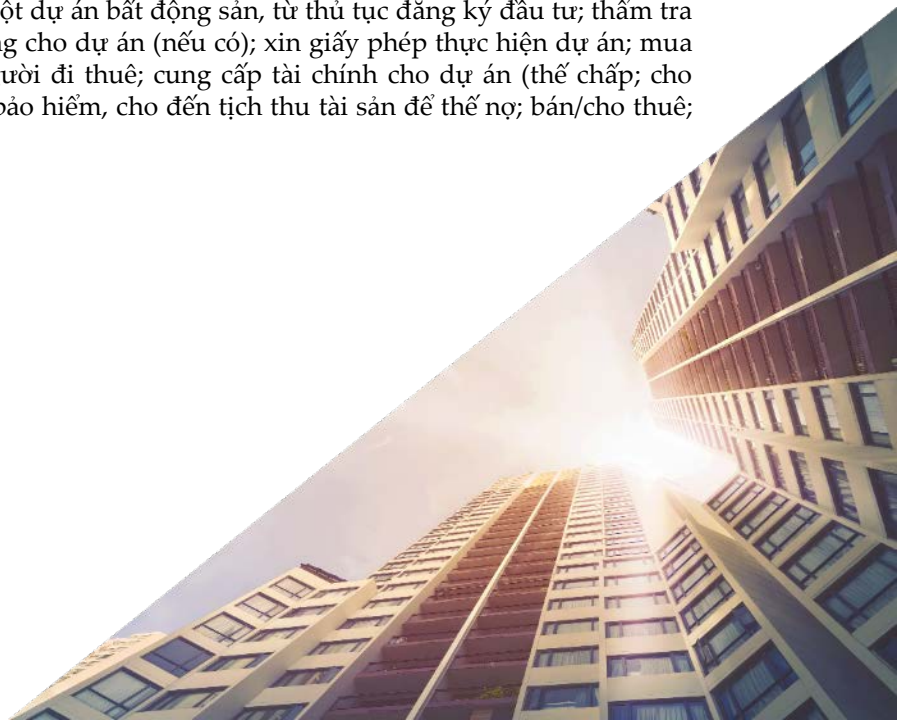 ột dự án bất động sản, từ thủ tục đăng ký đầu tư; thẩm tra
ng cho dự án (nếu có); xin giấy phép thực hiện dự án; mua
ười đi thuê; cung cấp tài chính cho dự án (thế chấp; cho
bảo hiểm, cho đến tịch thu tài sản để thế nợ; bán/cho thuê;